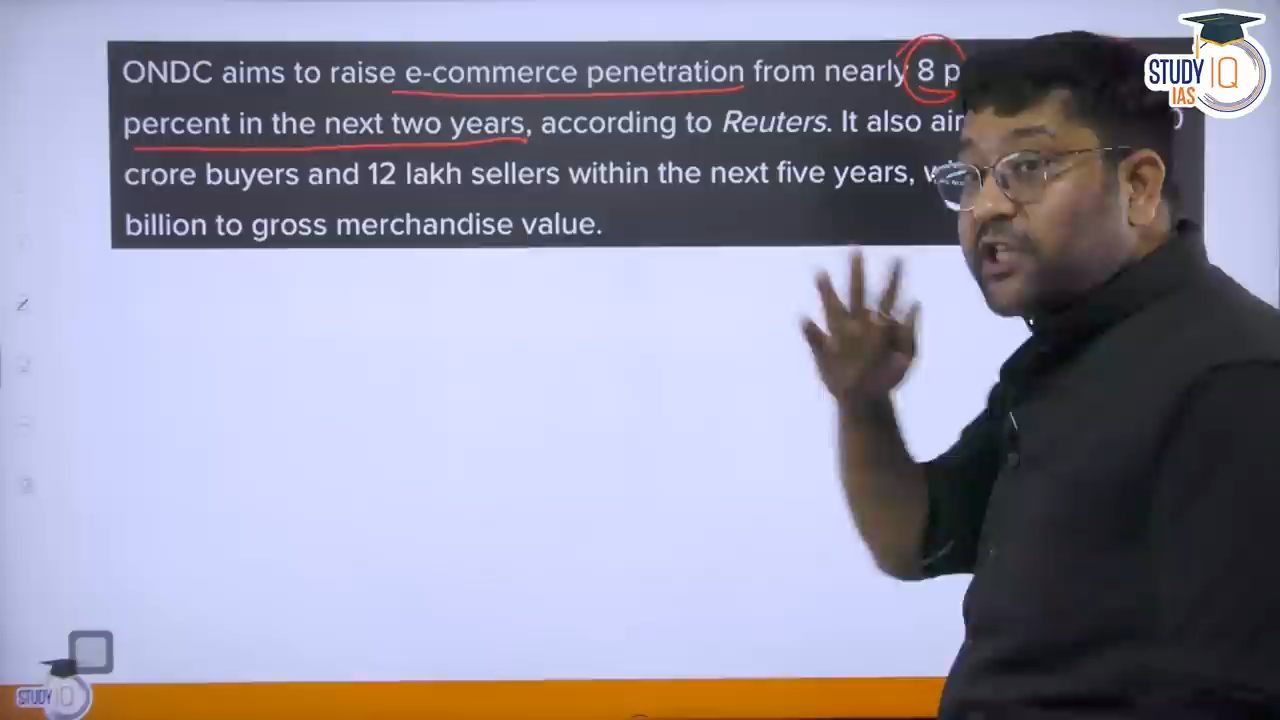 ONDC aims to raise e-commerce penetration from nearly 8
percent in the next two years, according to Reuters. It also
crore buyers and 12 lakh sellers within the next five years,
billion to gross merchandise value.
STUDY IQ
IAS
STUDY IQ